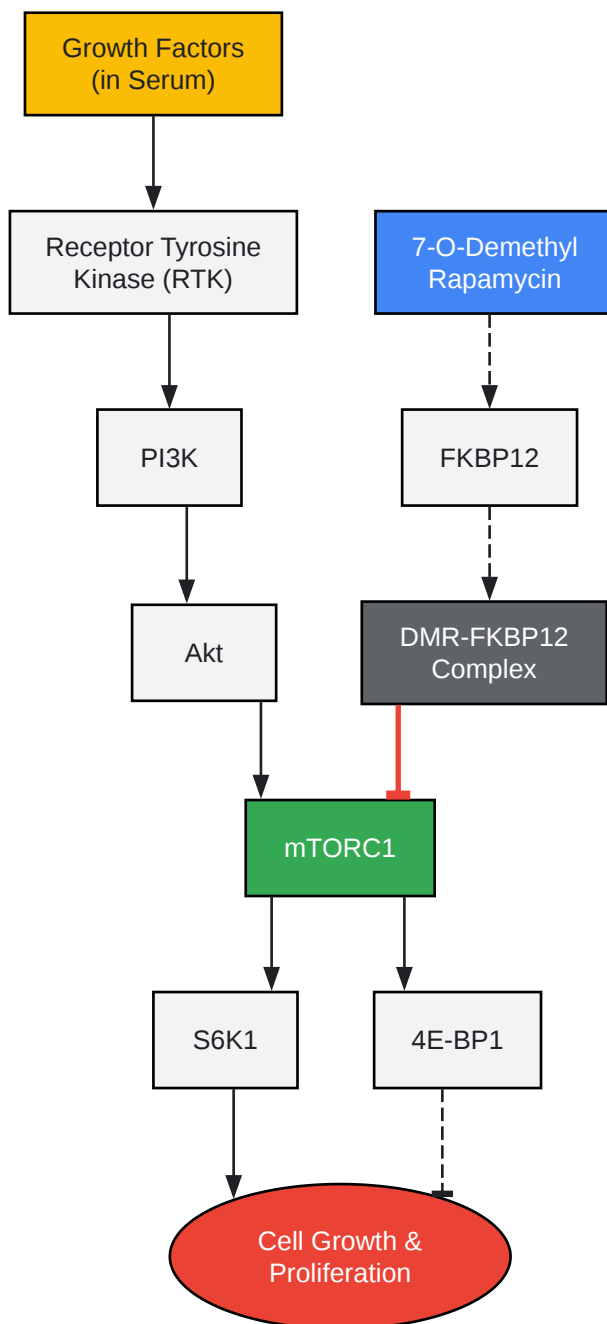 Growth Factors
(in Serum)
Receptor Tyrosine
Kinase (RTK)
7-O-Demethyl
Rapamycin
PI3K
FKBP12
Akt
DMR-FKBP12
Complex
mTORC1
S6K1
4E-BP1
Cell Growth &
Proliferation